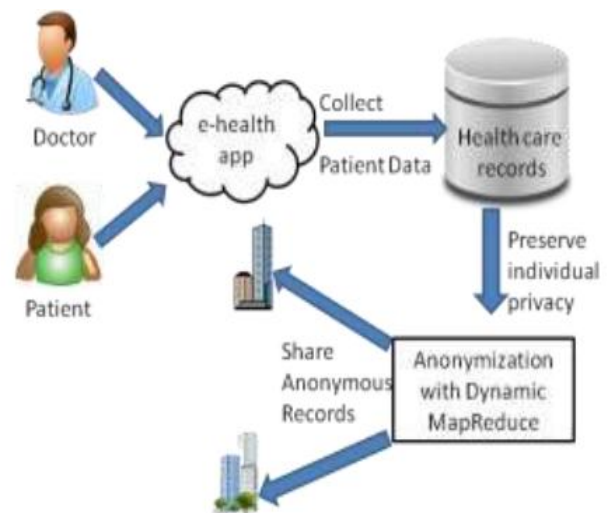 Doctor
e-health
app
Collect
Patient Data
Health care
records
Patient
Preserve
individual
privacy
Share
Anonymous
Records
Anonymization
with Dynamic
MapReduce